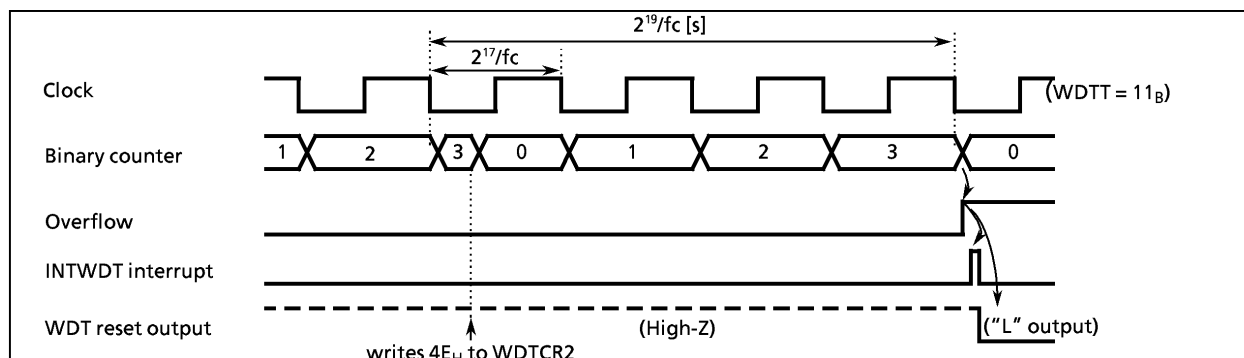 2¹⁹/fc [s]
2¹⁷/fc
Clock
(WDTT = 11B)
Binary counter
1 2 3 0 1 2 3 0
Overflow
INTWDT interrupt
WDT reset output
(High-Z)
("L" output)
writes 4EH to WDTCR2